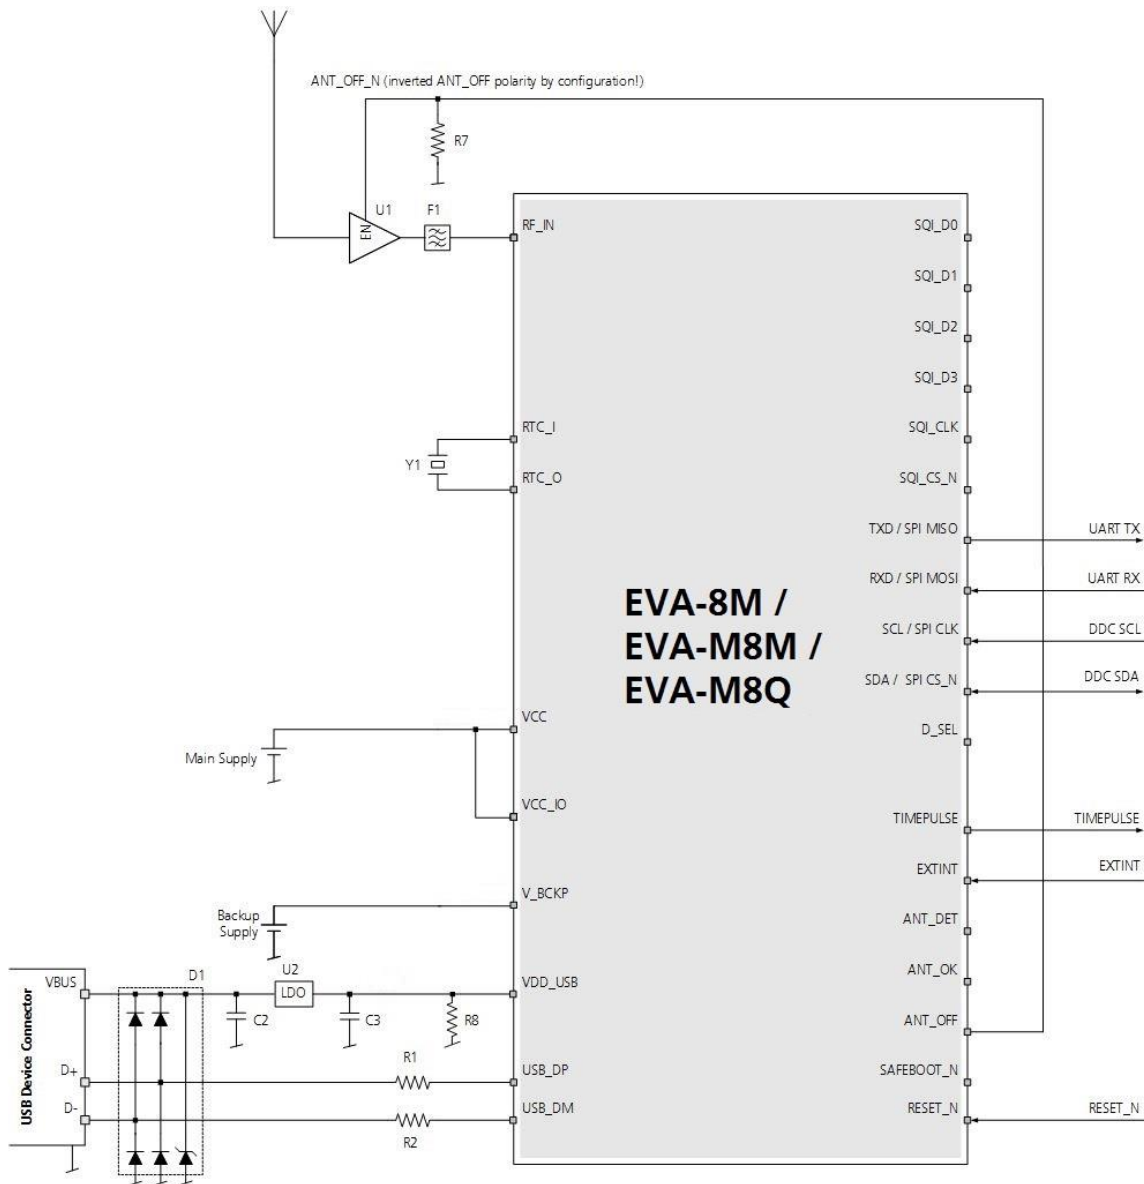 ANT_OFF_N (inverted ANT_OFF polarity by configuration!)
R7
U1
F1
EN
RF_IN
SQI_D0
SQI_D1
SQI_D2
SQI_D3
RTC_I
SQI_CLK
Y1
RTC_O
SQI_CS_N
TXD / SPI MISO
UART TX
RXD / SPI MOSI
UART RX
EVA-8M /
EVA-M8M /
EVA-M8Q
SCL / SPI CLK
DDC SCL
SDA / SPI CS_N
DDC SDA
VCC
D_SEL
Main Supply
VCC_IO
TIMEPULSE
TIMEPULSE
EXTINT
EXTINT
V_BCKP
Backup
Supply
ANT_DET
D1
U2
ANT_OK
VBUS
LDO
VDD_USB
C2
C3
R8
ANT_OFF
USB Device Connector
R1
D+
USB_DP
SAFEBOOT_N
D-
USB_DM
RESET_N
RESET_N
R2